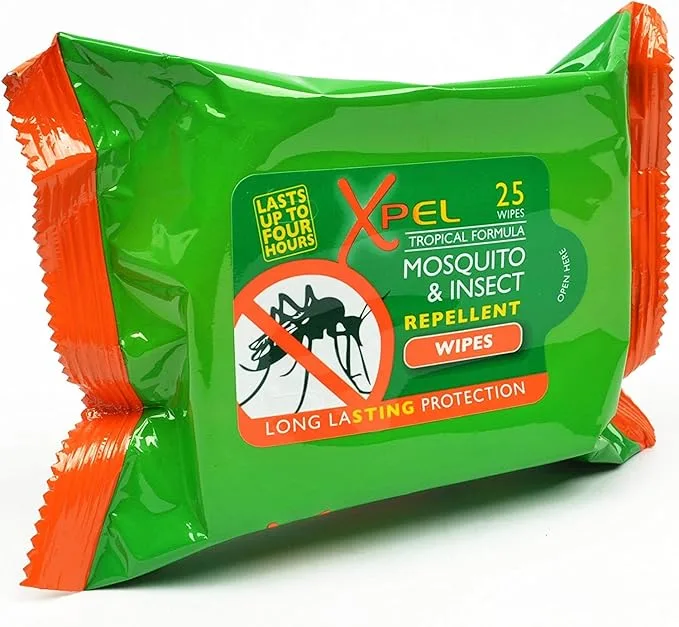 LASTS
UP TO
FOUR
HOURS
XPEL
25
WIPES
TROPICAL FORMULA
MOSQUITO
& INSECT
REPELLENT
WIPES
OPEN HERE
LONG LASTING PROTECTION